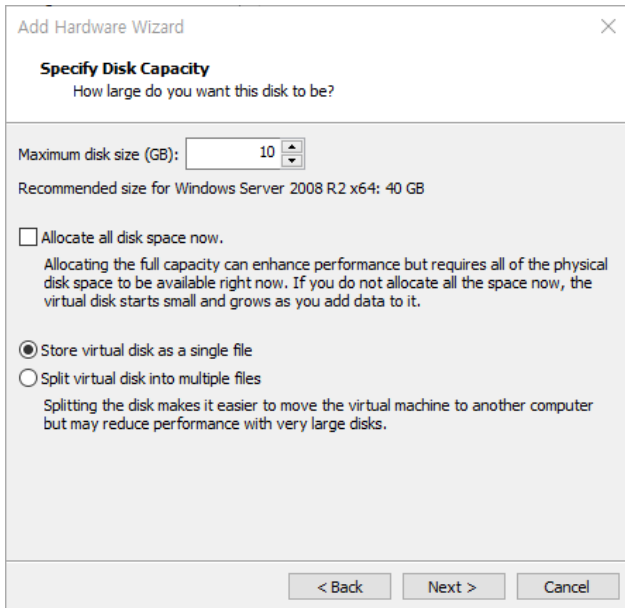 Add Hardware Wizard
Specify Disk Capacity
How large do you want this disk to be?
Maximum disk size (GB): 10
Recommended size for Windows Server 2008 R2 x64: 40 GB
Allocate all disk space now.
Allocating the full capacity can enhance performance but requires all of the physical
disk space to be available right now. If you do not allocate all the space now, the
virtual disk starts small and grows as you add data to it.
Store virtual disk as a single file
Split virtual disk into multiple files
Splitting the disk makes it easier to move the virtual machine to another computer
but may reduce performance with very large disks.
< Back Next > Cancel